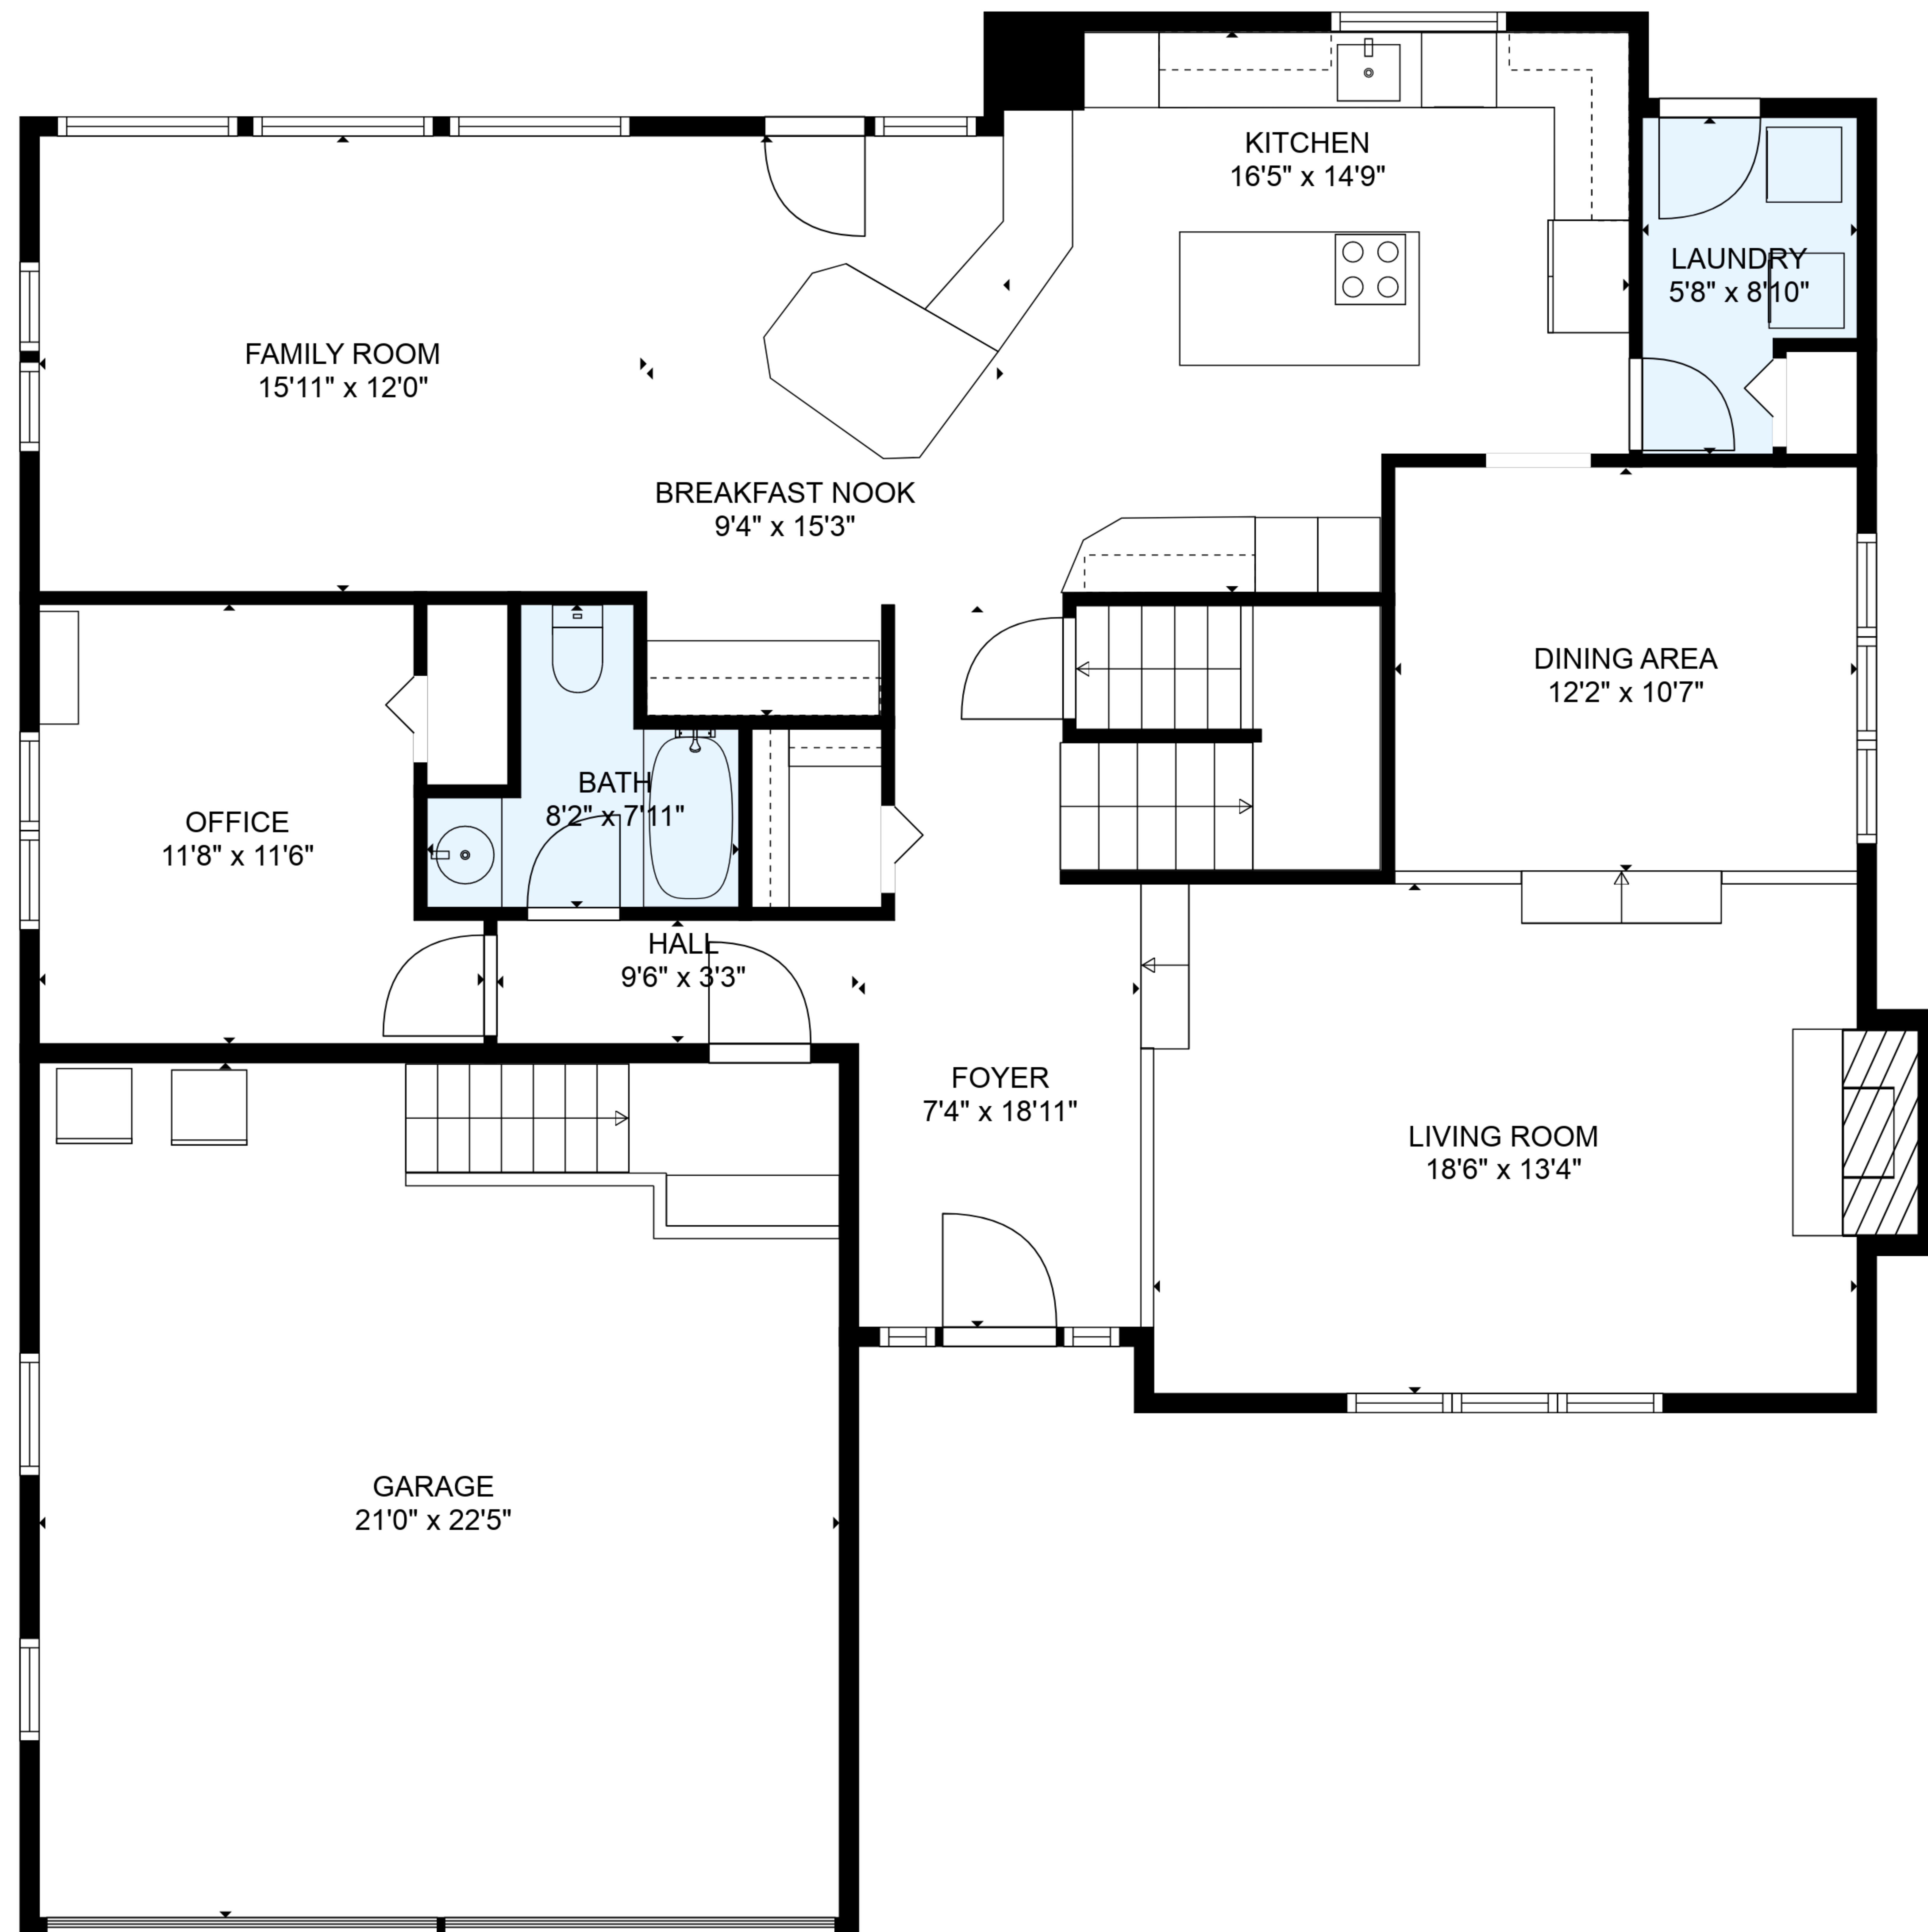 KITCHEN
16'5" x 14'9"
LAUNDRY
5'8" x 8'10"
FAMILY ROOM
15'11" x 12'0"
BREAKFAST NOOK
9'4" x 15'3"
DINING AREA
12'2" x 10'7"
BATH
8'2" x 7'11"
OFFICE
11'8" x 11'6"
HALL
9'6" x 3'3"
FOYER
7'4" x 18'11"
LIVING ROOM
18'6" x 13'4"
GARAGE
21'0" x 22'5"